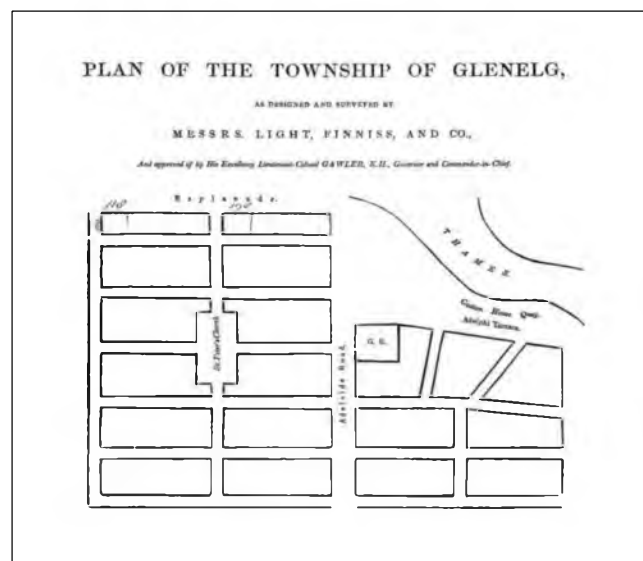 PLAN OF THE TOWNSHIP OF GLENELG,
AS DESIGNED AND SURVEYED BY
MESSRS. LIGHT, FINNISS, AND CO.,
And approved of by His Excellency Lieutenant-Colonel GAWLER, K.H., Governor and Commander-in-Chief.
Esplanade.
THAMES
Custom House Quay.
Adelphi Terrace.
St. Peter's Church
Adelaide Road.